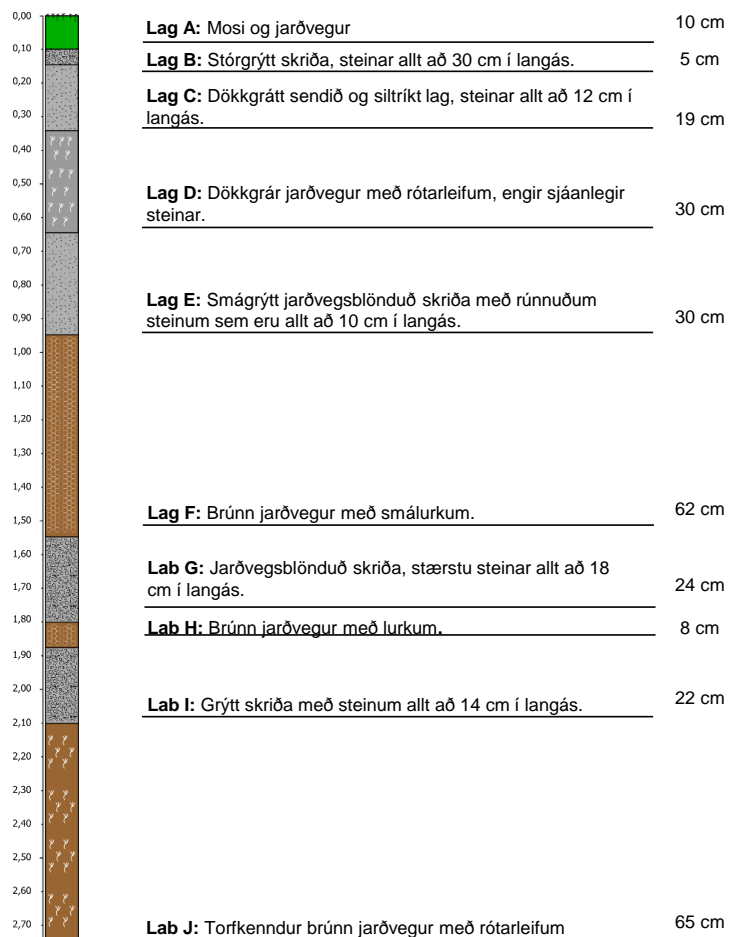 0,00
0,10
0,20
0,30
0,40
0,50
0,60
0,70
0,80
0,90
1,00
1,10
1,20
1,30
1,40
1,50
1,60
1,70
1,80
1,90
2,00
2,10
2,20
2,30
2,40
2,50
2,60
2,70
Lag A: Mosi og jarðvegur 10 cm
Lag B: Stórgrýtt skriða, steinar allt að 30 cm í langás. 5 cm
Lag C: Dökkgrátt sendið og siltríkt lag, steinar allt að 12 cm í
langás. 19 cm
Lag D: Dökkgrár jarðvegur með rótarleifum, engir sjáanlegir
steinar. 30 cm
Lag E: Smágrýtt jarðvegsblönduð skriða með rúnnuðum
steinum sem eru allt að 10 cm í langás. 30 cm
Lag F: Brúnn jarðvegur með smálurkum. 62 cm
Lab G: Jarðvegsblönduð skriða, stærstu steinar allt að 18
cm í langás. 24 cm
Lab H: Brúnn jarðvegur með lurkum. 8 cm
Lab I: Grýtt skriða með steinum allt að 14 cm í langás. 22 cm
Lab J: Torfkenndur brúnn jarðvegur með rótarleifum 65 cm